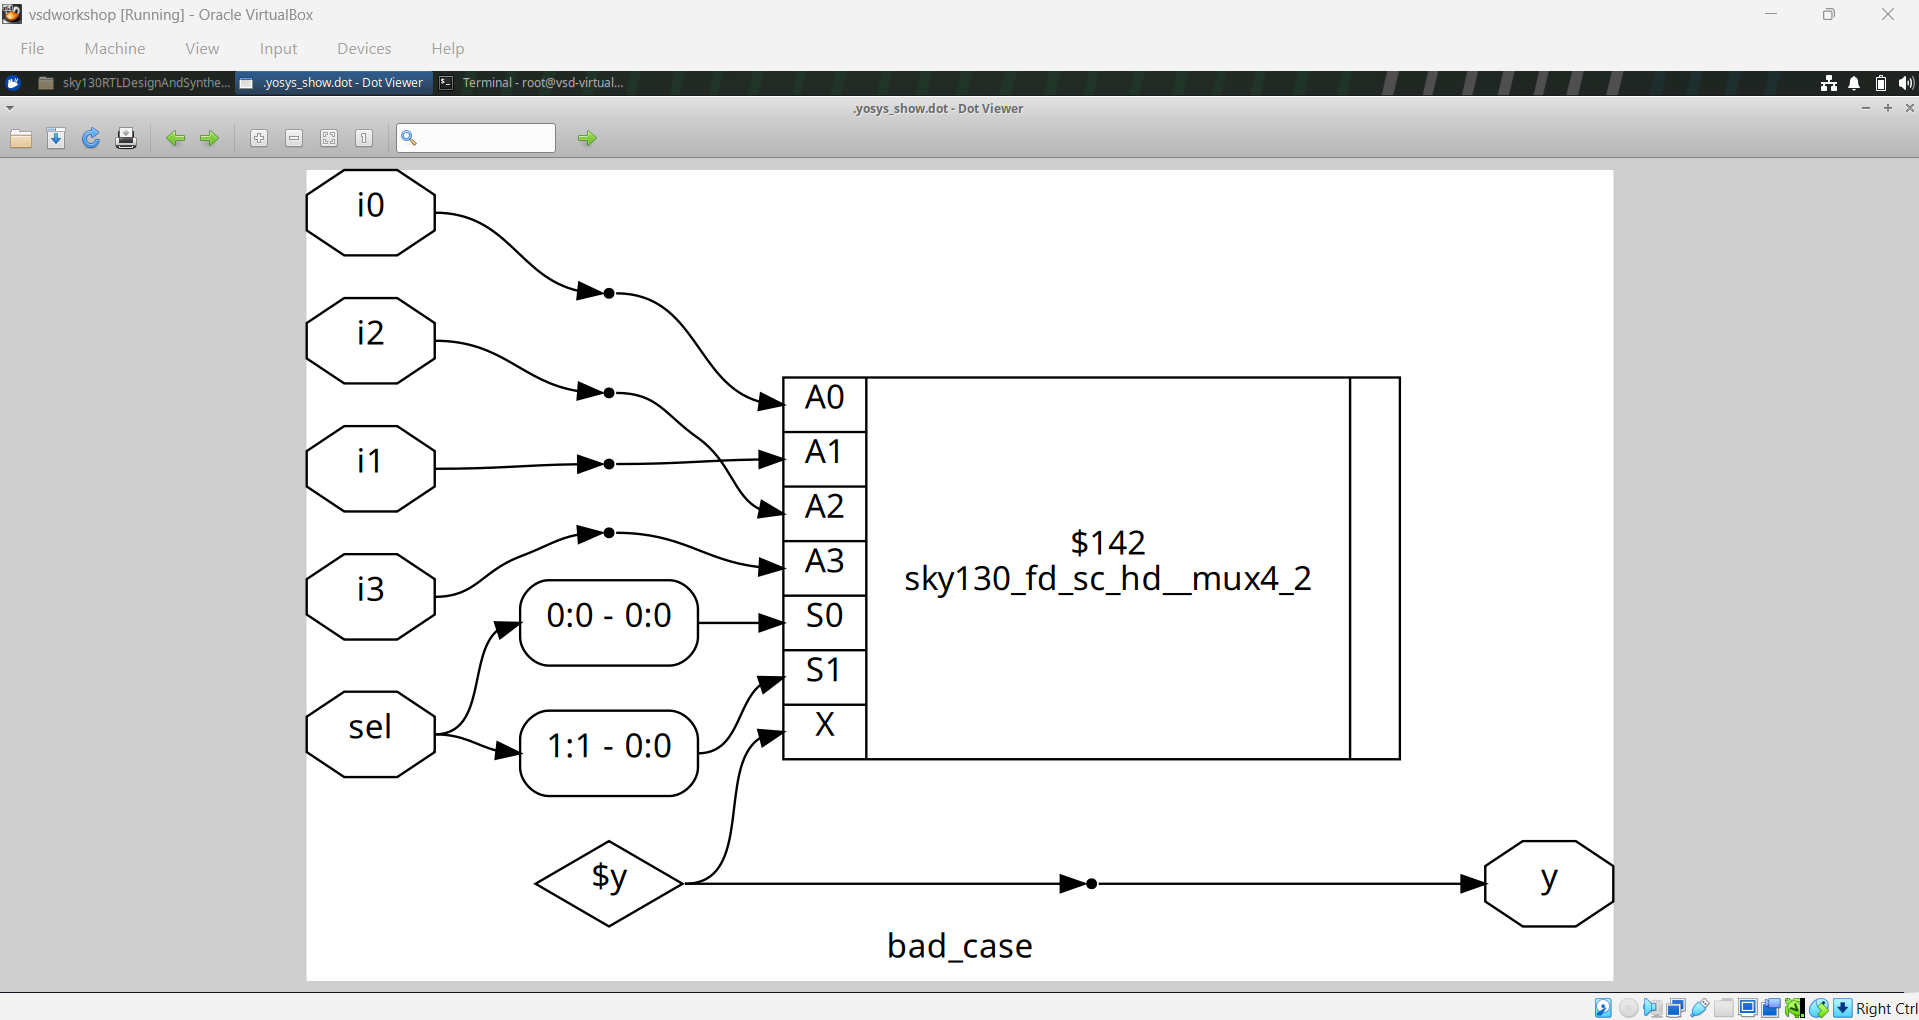 vsdworkshop [Running] - Oracle VirtualBox
File Machine View Input Devices Help
sky130RTLDesignAndSynthe... .yosys_show.dot - Dot Viewer Terminal - root@vsd-virtual...
.yosys_show.dot - Dot Viewer
1
i0
i2
i1
i3
sel
0:0 - 0:0
1:1 - 0:0
$y
A0
A1
A2
A3
S0
S1
X
$142
sky130_fd_sc_hd__mux4_2
y
bad_case
Right Ctrl